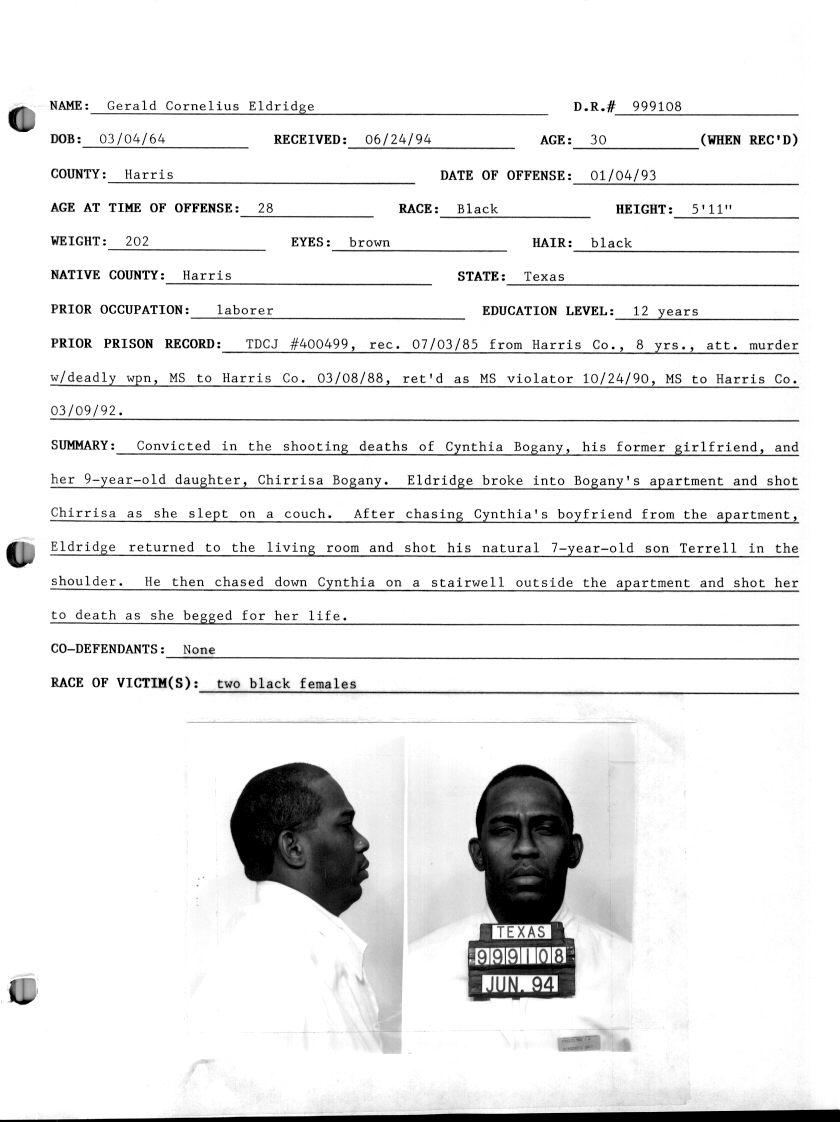 NAME: Gerald Cornelius Eldridge D.R.# 999108
DOB: 03/04/64 RECEIVED: 06/24/94 AGE: 30 (WHEN REC'D)
COUNTY: Harris DATE OF OFFENSE: 01/04/93
AGE AT TIME OF OFFENSE: 28 RACE: Black HEIGHT: 5'11"
WEIGHT: 202 EYES: brown HAIR: black
NATIVE COUNTY: Harris STATE: Texas
PRIOR OCCUPATION: laborer EDUCATION LEVEL: 12 years
PRIOR PRISON RECORD: TDCJ #400499, rec. 07/03/85 from Harris Co., 8 yrs., att. murder
w/deadly wpn, MS to Harris Co. 03/08/88, ret'd as MS violator 10/24/90, MS to Harris Co.
03/09/92.
SUMMARY: Convicted in the shooting deaths of Cynthia Bogany, his former girlfriend, and
her 9-year-old daughter, Chirrisa Bogany. Eldridge broke into Bogany's apartment and shot
Chirrisa as she slept on a couch. After chasing Cynthia's boyfriend from the apartment,
Eldridge returned to the living room and shot his natural 7-year-old son Terrell in the
shoulder. He then chased down Cynthia on a stairwell outside the apartment and shot her
to death as she begged for her life.
CO-DEFENDANTS: None
RACE OF VICTIM(S): two black females
TEXAS
999108
JUN. 94